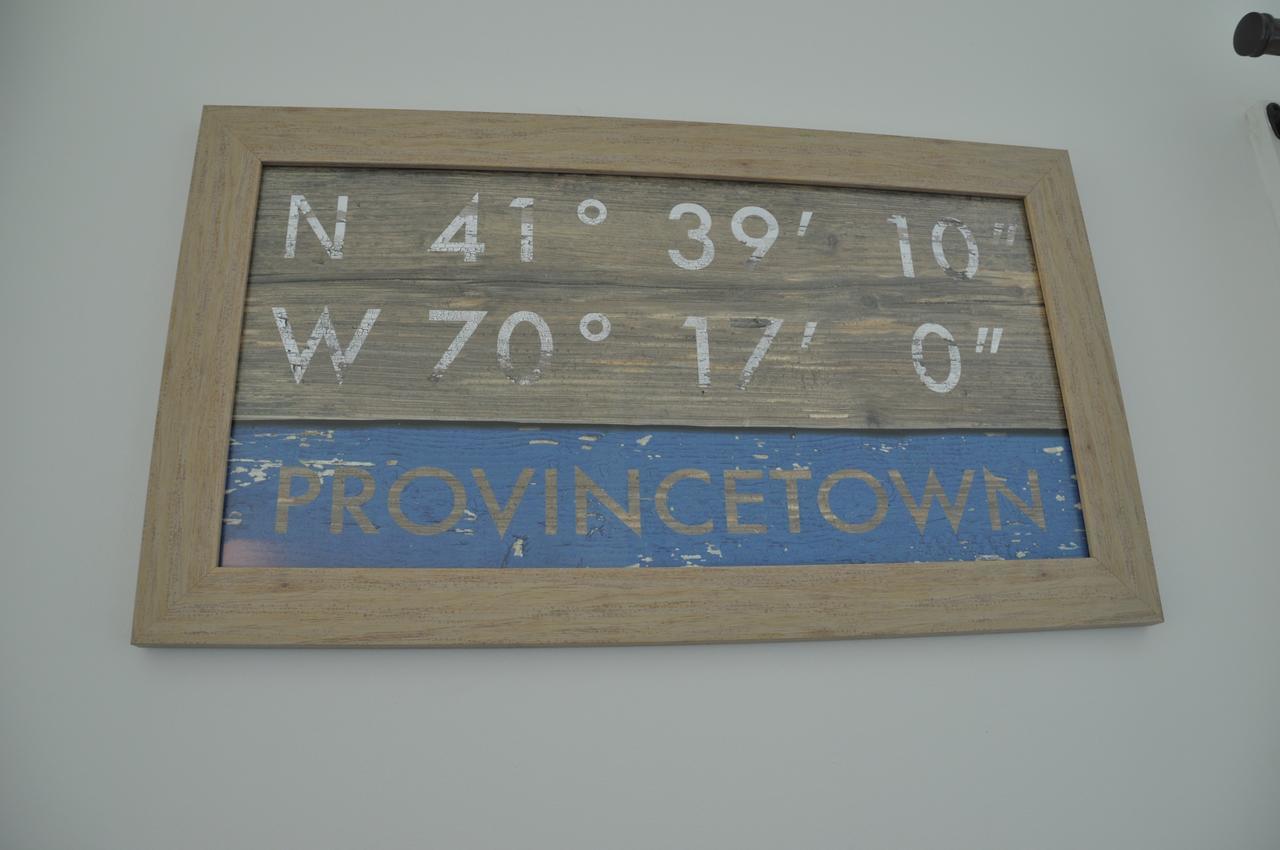 N 41° 39' 10"
W 70° 17' 0"
PROVINCETOWN